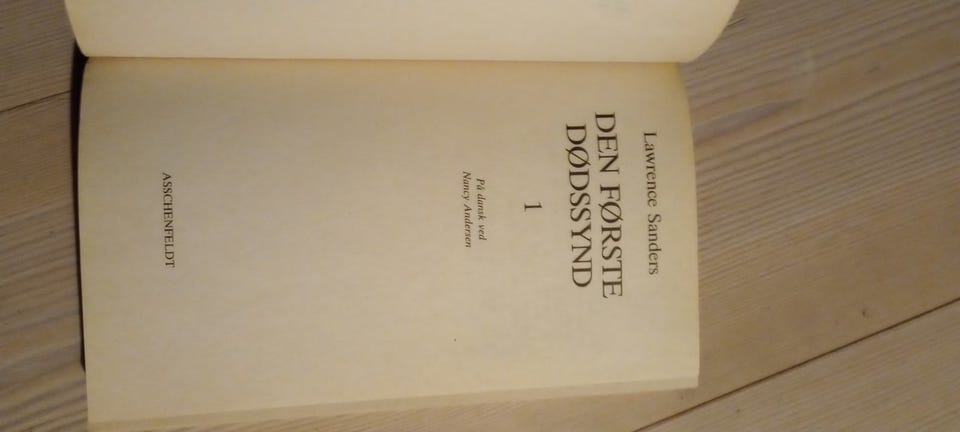 Lawrence Sanders
DEN FØRSTE
DØDSSYND
1
På dansk ved
Nancy Andersen
ASSCHENFELDT